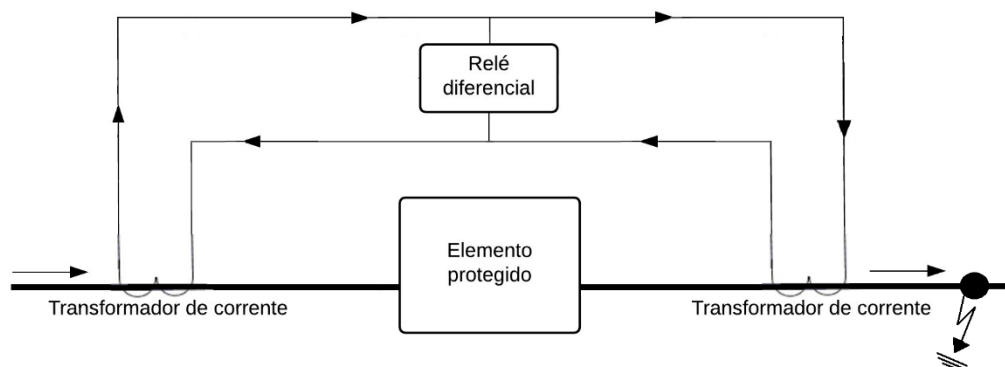 Relé
diferencial
Elemento
protegido
Transformador de corrente
Transformador de corrente